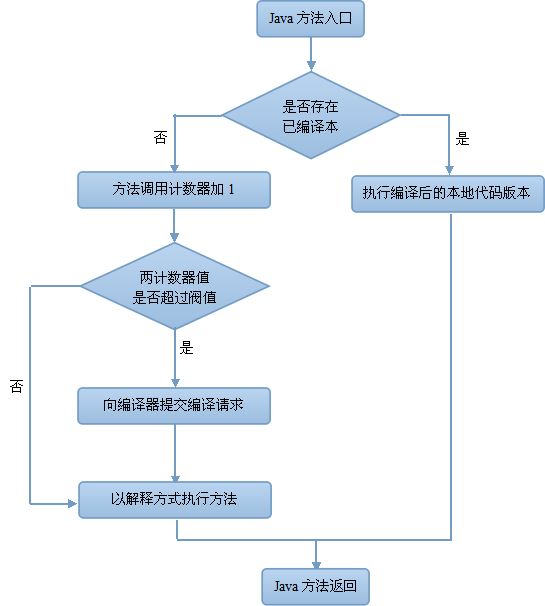 Java 方法入口
是否存在
已编译本
否
是
方法调用计数器加 1
执行编译后的本地代码版本
两计数器值
是否超过阀值
是
否
向编译器提交编译请求
以解释方式执行方法
Java 方法返回